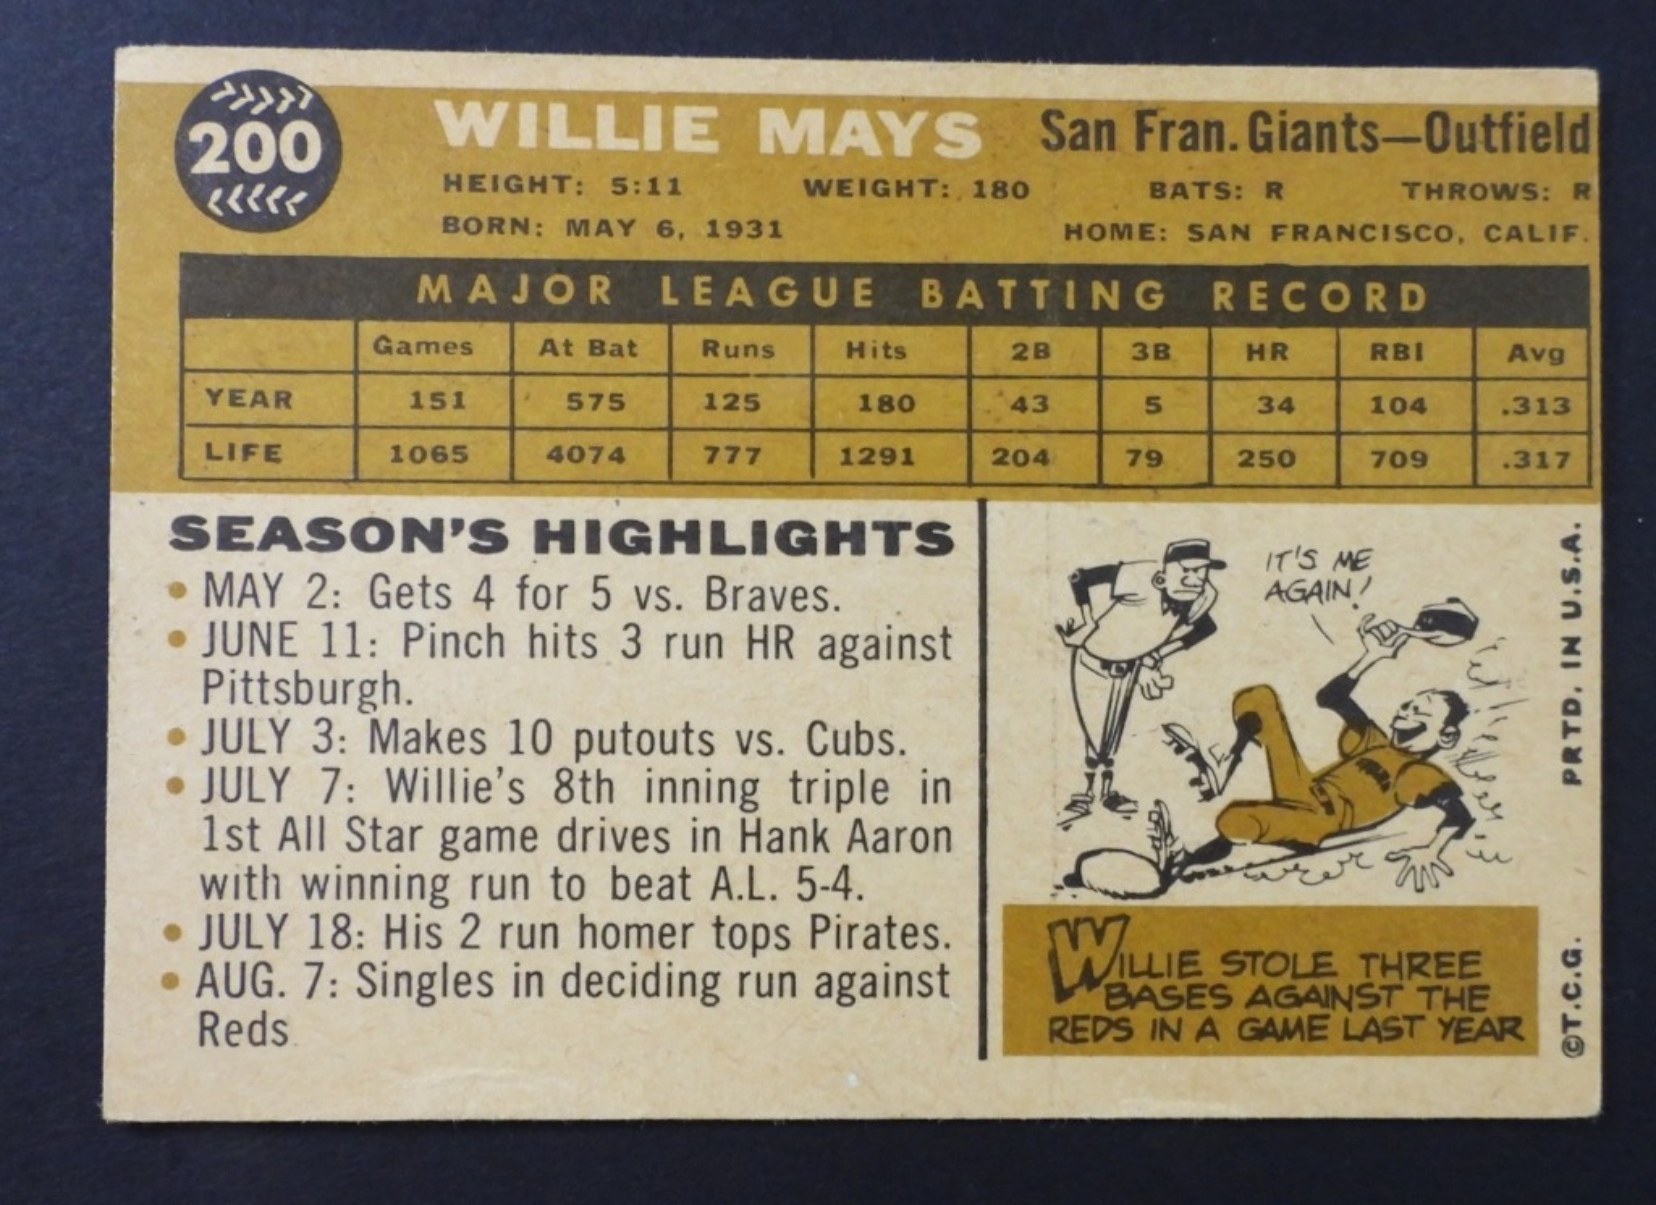 200
WILLIE MAYS San Fran. Giants—Outfield
HEIGHT: 5:11 WEIGHT: 180 BATS: R THROWS: R
BORN: MAY 6, 1931 HOME: SAN FRANCISCO, CALIF.
MAJOR LEAGUE BATTING RECORD
Games At Bat Runs Hits 2B 3B HR RBI Avg
YEAR 151 575 125 180 43 5 34 104 .313
LIFE 1065 4074 777 1291 204 79 250 709 .317
SEASON'S HIGHLIGHTS
• MAY 2: Gets 4 for 5 vs. Braves.
• JUNE 11: Pinch hits 3 run HR against
Pittsburgh.
• JULY 3: Makes 10 putouts vs. Cubs.
• JULY 7: Willie's 8th inning triple in
1st All Star game drives in Hank Aaron
with winning run to beat A.L. 5-4.
• JULY 18: His 2 run homer tops Pirates.
• AUG. 7: Singles in deciding run against
Reds
IT'S ME
AGAIN!
WILLIE STOLE THREE
BASES AGAINST THE
REDS IN A GAME LAST YEAR
©T.C.G. PRTD. IN U.S.A.